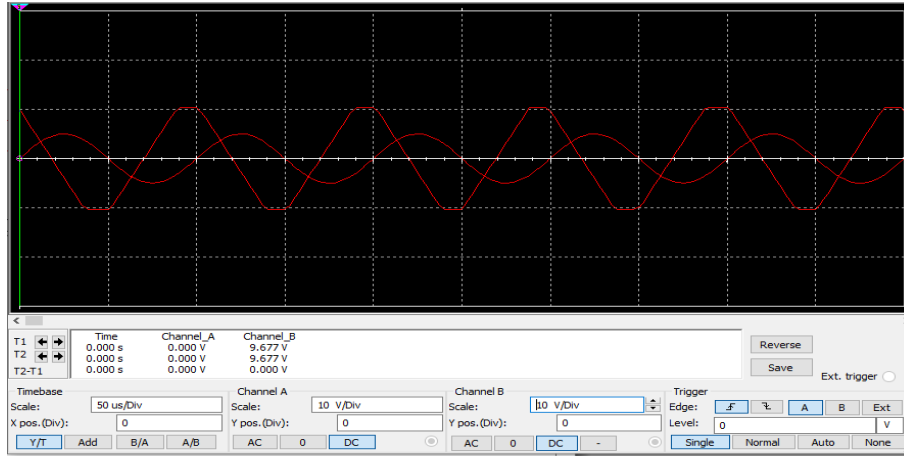 Time Channel_A Channel_B
T1 0.000 s 0.000 V 9.677 V
T2 0.000 s 0.000 V 9.677 V
T2-T1 0.000 s 0.000 V 0.000 V
Reverse
Save
Ext. trigger
Timebase Channel A Channel B Trigger
Scale: 50 us/Div Scale: 10 V/Div Scale: 10 V/Div Edge: A B Ext
X pos.(Div): 0 Y pos.(Div): 0 Y pos.(Div): 0 Level: 0 V
Y/T Add B/A A/B AC 0 DC AC 0 DC - Single Normal Auto None